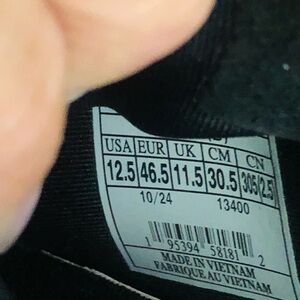 USA EUR UK CM CN
12.5 46.5 11.5 30.5 305(2.5)
10/24 13400
1 95394 58181 2
MADE IN VIETNAM
FABRIQUE AU VIETNAM